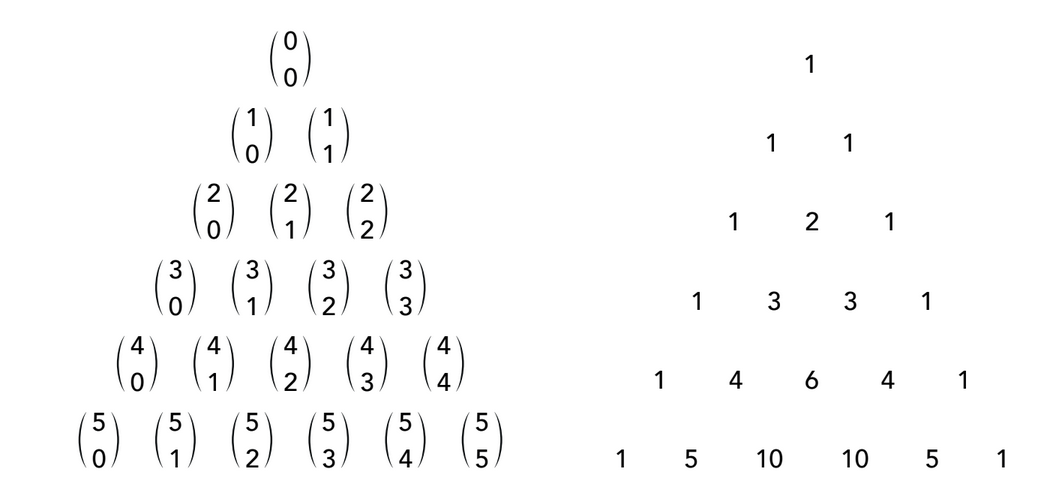 (0 0) 1
(1 0) (1 1) 1 1
(2 0) (2 1) (2 2) 1 2 1
(3 0) (3 1) (3 2) (3 3) 1 3 3 1
(4 0) (4 1) (4 2) (4 3) (4 4) 1 4 6 4 1
(5 0) (5 1) (5 2) (5 3) (5 4) (5 5) 1 5 10 10 5 1